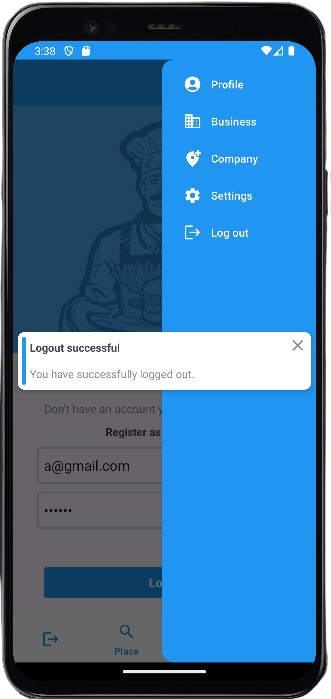 3:38
Profile
Business
Company
Settings
Log out
Logout successful
You have successfully logged out.
Don't have an account
Register as
a@gmail.com
••••••
Lo
Place